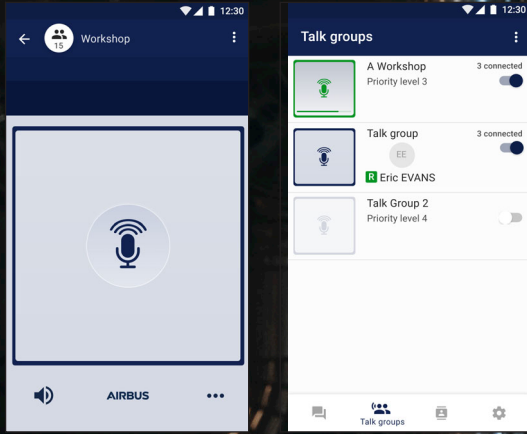 12:30
15
Workshop
AIRBUS
12:30
Talk groups
A Workshop
3 connected
Priority level 3
Talk group
3 connected
EE
R Eric EVANS
Talk Group 2
Priority level 4
Talk groups